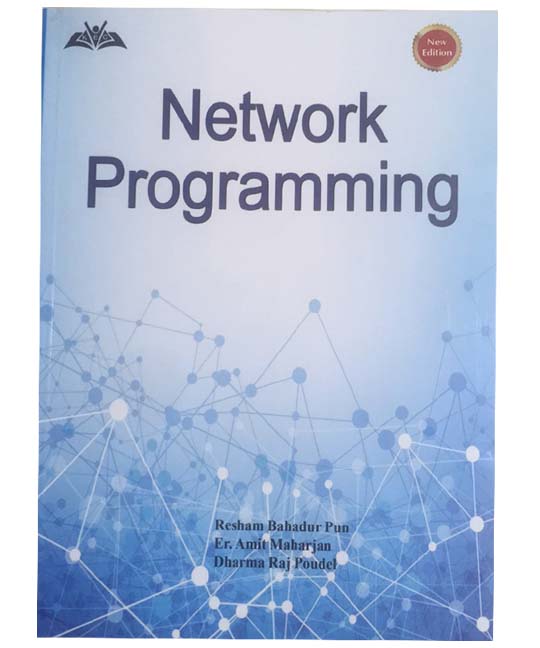 New
Edition
Network
Programming
Resham Bahadur Pun
Er. Amit Maharjan
Dharma Raj Poudel